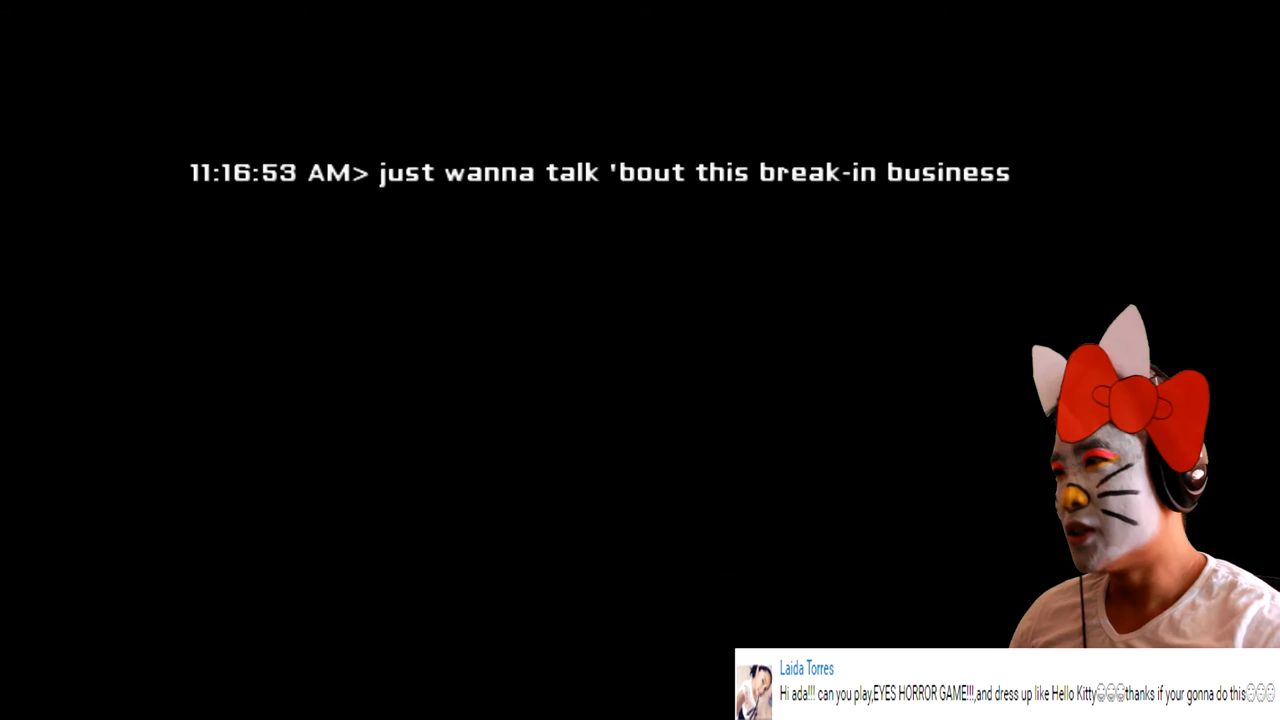 11:16:53 AM> just wanna talk 'bout this break-in business
Laida Torres
Hi ada!!! can you play,EYES HORROR GAME!!!,and dress up like Hello Kitty😄😄😄thanks if your gonna do this😊😊😊